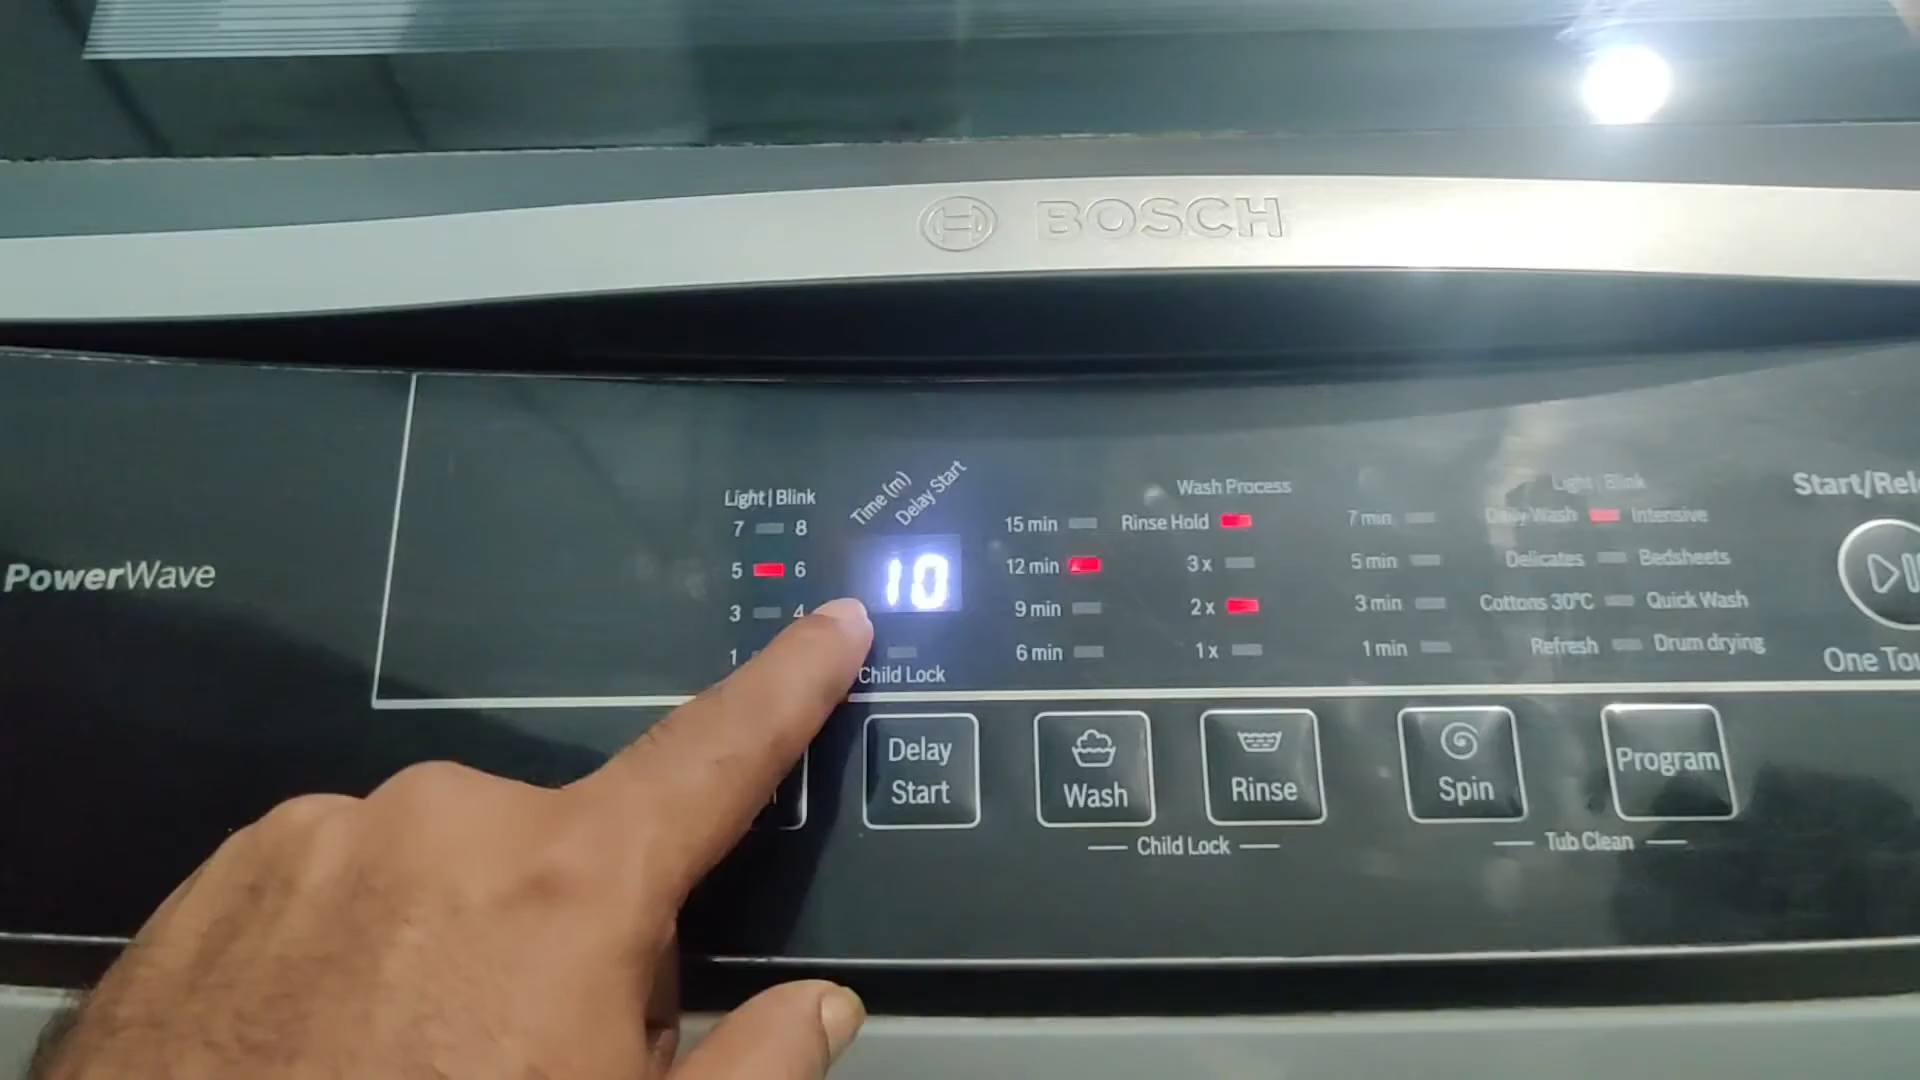 BOSCH
PowerWave
Light | Blink
7 8
5 6
3 4
1
Time (m)
Delay Start
10
Child Lock
15 min
12 min
9 min
6 min
Wash Process
Rinse Hold
3 x
2 x
1 x
7 min
5 min
3 min
1 min
Light | Blink
Daily Wash Intensive
Delicates Bedsheets
Cottons 30°C Quick Wash
Refresh Drum drying
Start/Rel
One Tou
Delay
Start
Wash
Rinse
Spin
Program
Child Lock
Tub Clean